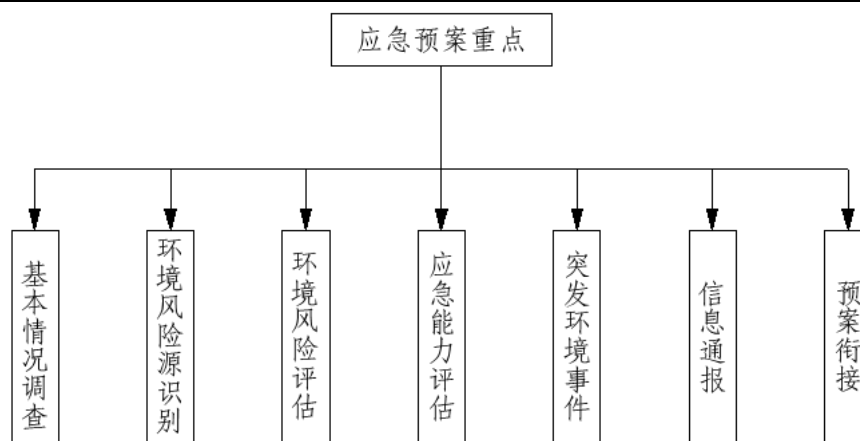 应急预案重点
基本情况调查
环境风险源识别
环境风险评估
应急能力评估
突发环境事件
信息通报
预案衔接